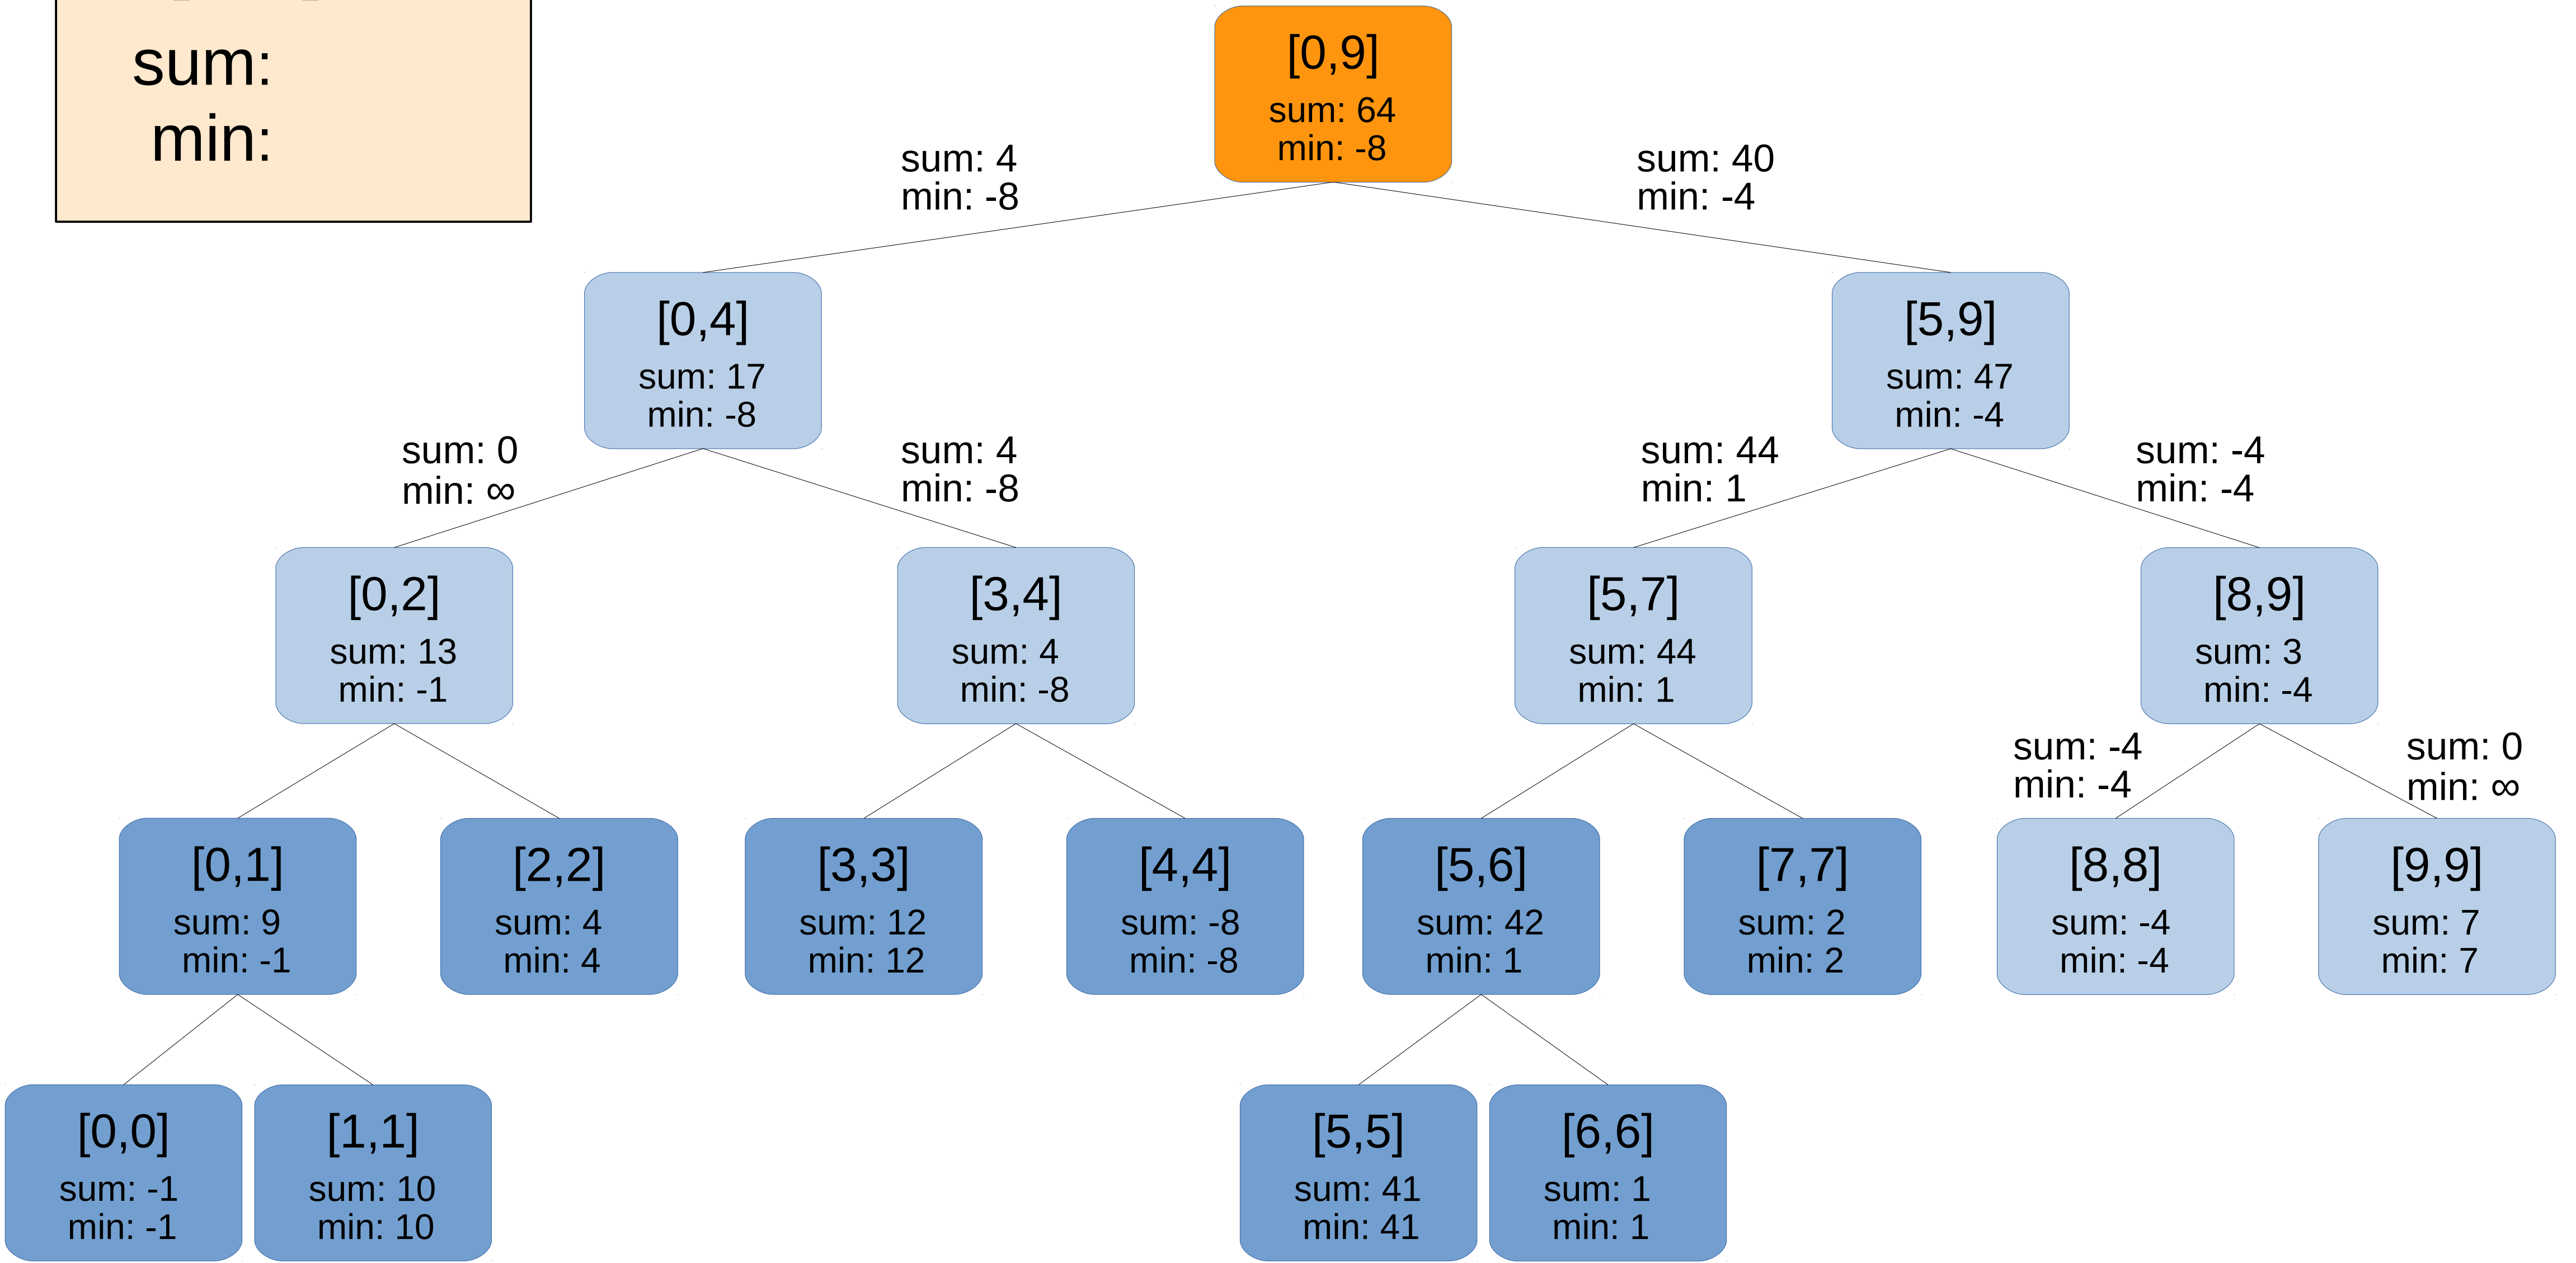 sum:
min:
[0,9]
sum: 64
min: -8
sum: 4
min: -8
sum: 40
min: -4
[0,4]
sum: 17
min: -8
[5,9]
sum: 47
min: -4
sum: 0
min: ∞
sum: 4
min: -8
sum: 44
min: 1
sum: -4
min: -4
[0,2]
sum: 13
min: -1
[3,4]
sum: 4
min: -8
[5,7]
sum: 44
min: 1
[8,9]
sum: 3
min: -4
sum: -4
min: -4
sum: 0
min: ∞
[0,1]
sum: 9
min: -1
[2,2]
sum: 4
min: 4
[3,3]
sum: 12
min: 12
[4,4]
sum: -8
min: -8
[5,6]
sum: 42
min: 1
[7,7]
sum: 2
min: 2
[8,8]
sum: -4
min: -4
[9,9]
sum: 7
min: 7
[0,0]
sum: -1
min: -1
[1,1]
sum: 10
min: 10
[5,5]
sum: 41
min: 41
[6,6]
sum: 1
min: 1